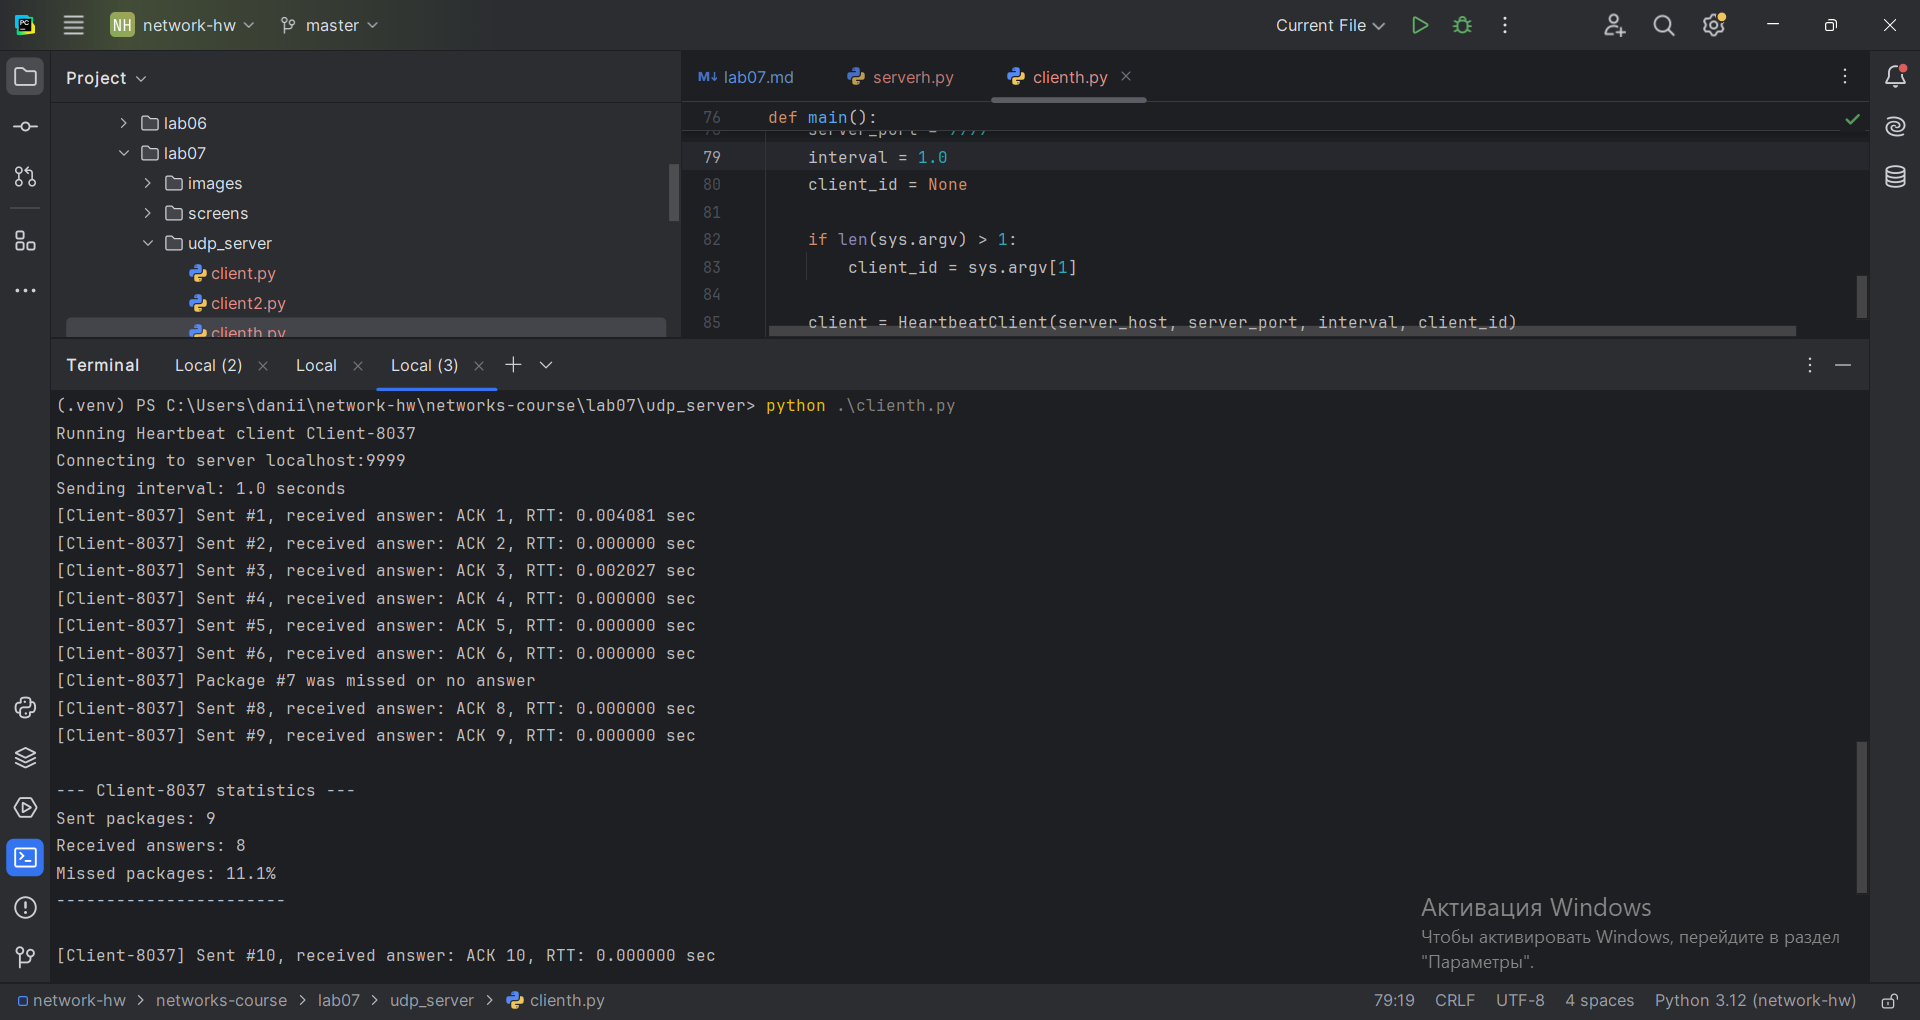 PC
NH network-hw master
Current File
Project
lab06
lab07
images
screens
udp_server
client.py
client2.py
clienth.py
M↓ lab07.md serverh.py clienth.py
76 def main():
79 interval = 1.0
80 client_id = None
81
82 if len(sys.argv) > 1:
83 client_id = sys.argv[1]
84
85 client = HeartbeatClient(server_host, server_port, interval, client_id)
Terminal Local (2) Local Local (3)
(.venv) PS C:\Users\danii\network-hw\networks-course\lab07\udp_server> python .\clienth.py
Running Heartbeat client Client-8037
Connecting to server localhost:9999
Sending interval: 1.0 seconds
[Client-8037] Sent #1, received answer: ACK 1, RTT: 0.004081 sec
[Client-8037] Sent #2, received answer: ACK 2, RTT: 0.000000 sec
[Client-8037] Sent #3, received answer: ACK 3, RTT: 0.002027 sec
[Client-8037] Sent #4, received answer: ACK 4, RTT: 0.000000 sec
[Client-8037] Sent #5, received answer: ACK 5, RTT: 0.000000 sec
[Client-8037] Sent #6, received answer: ACK 6, RTT: 0.000000 sec
[Client-8037] Package #7 was missed or no answer
[Client-8037] Sent #8, received answer: ACK 8, RTT: 0.000000 sec
[Client-8037] Sent #9, received answer: ACK 9, RTT: 0.000000 sec
--- Client-8037 statistics ---
Sent packages: 9
Received answers: 8
Missed packages: 11.1%
-----------------------
[Client-8037] Sent #10, received answer: ACK 10, RTT: 0.000000 sec
Активация Windows
Чтобы активировать Windows, перейдите в раздел
"Параметры".
network-hw > networks-course > lab07 > udp_server > clienth.py
79:19 CRLF UTF-8 4 spaces Python 3.12 (network-hw)